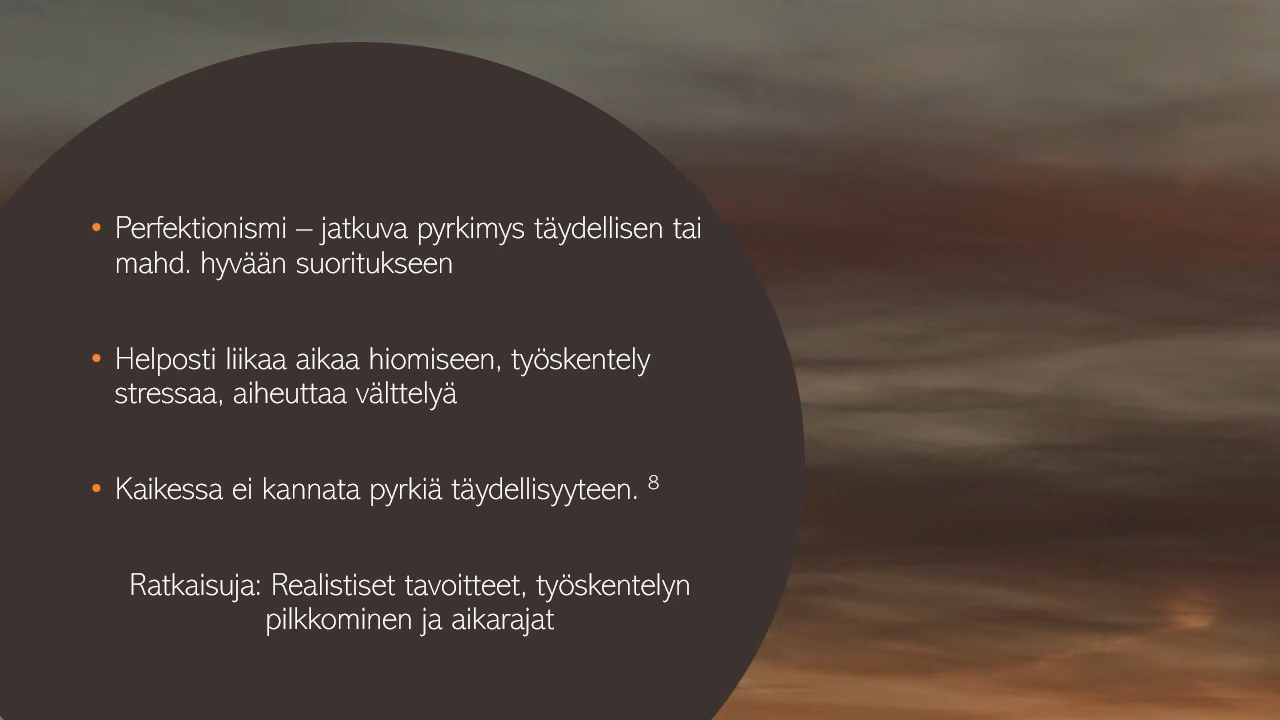 • Perfektionismi – jatkuva pyrkimys täydellisen tai
mahd. hyvään suoritukseen
• Helposti liikaa aikaa hiomiseen, työskentely
stressaa, aiheuttaa välttelyä
• Kaikessa ei kannata pyrkiä täydellisyyteen. ⁸
Ratkaisuja: Realistiset tavoitteet, työskentelyn
pilkkominen ja aikarajat